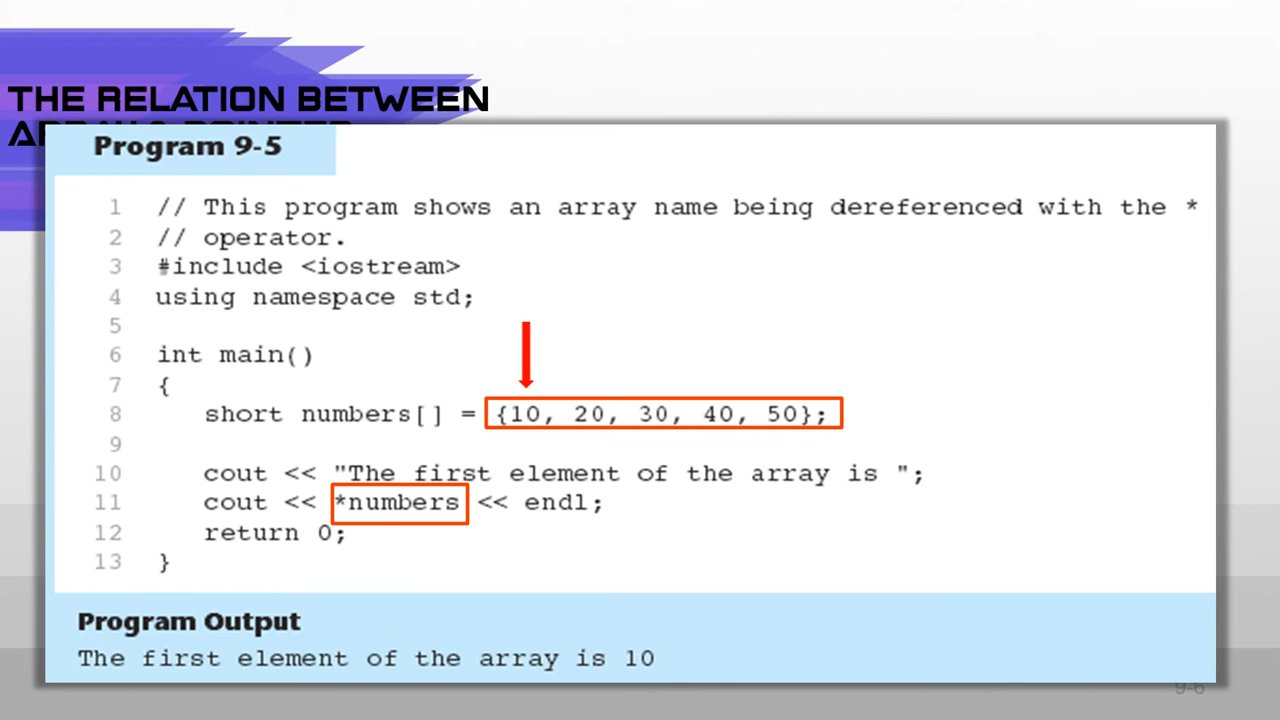 THE RELATION BETWEEN
Program 9-5
1 // This program shows an array name being dereferenced with the *
2 // operator.
3 #include <iostream>
4 using namespace std;
5
6 int main()
7 {
8 short numbers[] = {10, 20, 30, 40, 50};
9
10 cout << "The first element of the array is ";
11 cout << *numbers << endl;
12 return 0;
13 }
Program Output
The first element of the array is 10
9-6